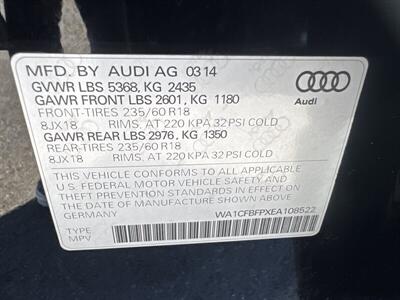 MFD. BY AUDI AG 03 14
GVWR LBS 5368, KG 2435
GAWR FRONT LBS 2601, KG 1180
FRONT-TIRES 235/60 R18
8JX18 RIMS, AT 220 KPA 32 PSI COLD
GAWR REAR LBS 2976, KG 1350
REAR-TIRES 235/60 R18
8JX18 RIMS, AT 220 KPA 32 PSI COLD
Audi
THIS VEHICLE CONFORMS TO ALL APPLICABLE
U.S. FEDERAL MOTOR VEHICLE SAFETY AND
THEFT PREVENTION STANDARDS IN EFFECT
ON THE DATE OF MANUFACTURE SHOWN ABOVE
GERMANY
WA1CFBFPXEA108522
TYPE:
MPV